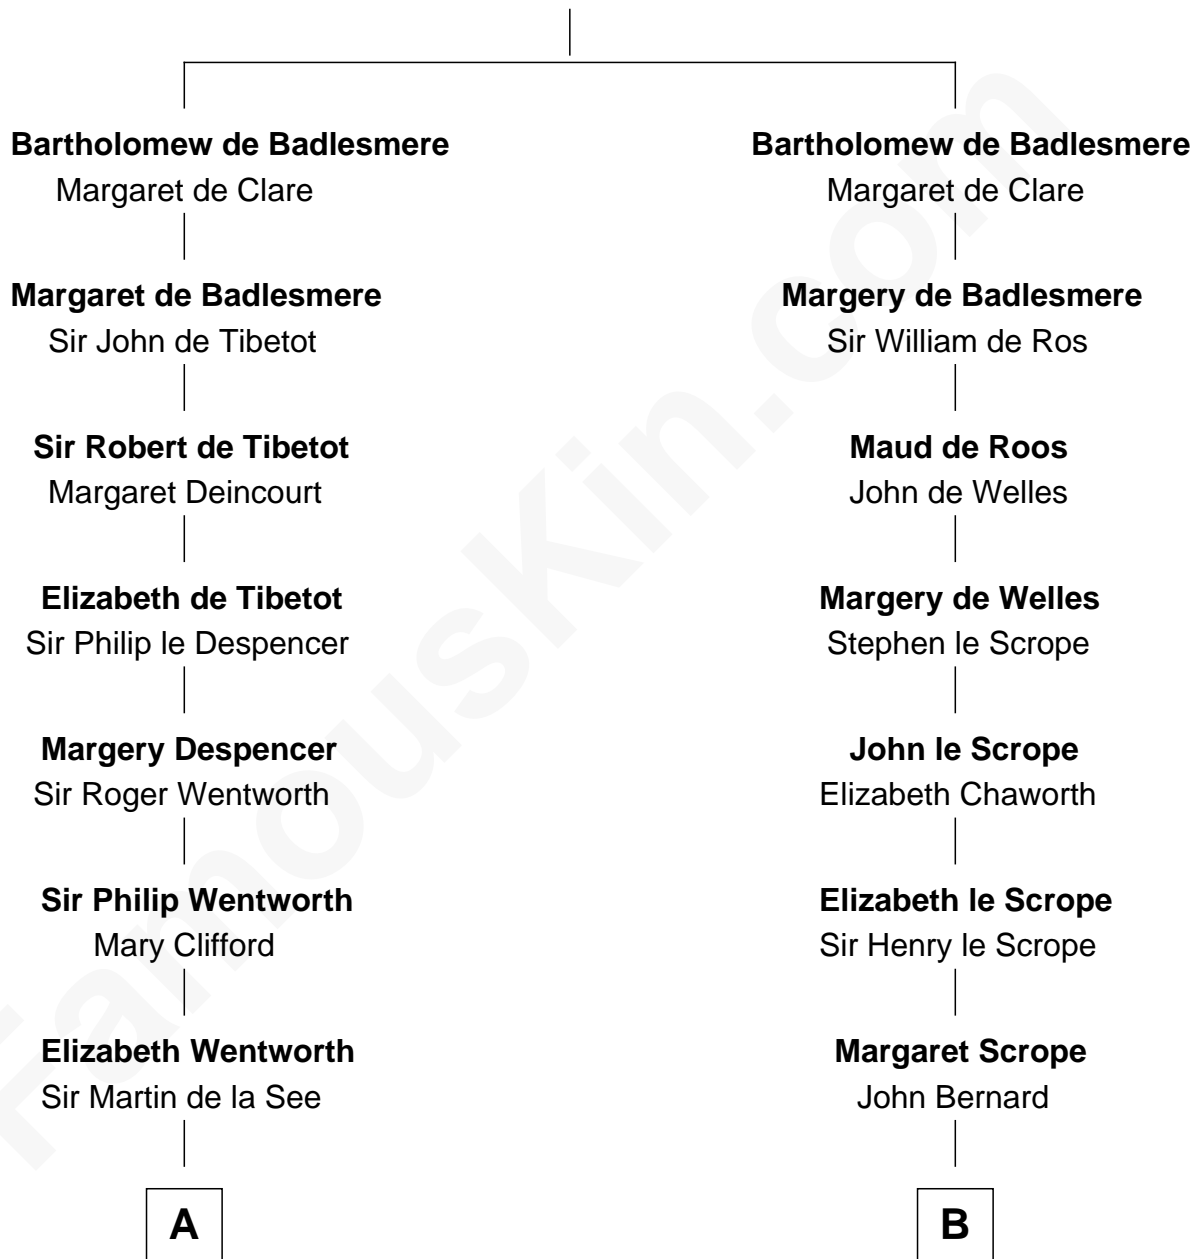 Bartholomew de Badlesmere
Margaret de Clare
Margaret de Badlesmere
Sir John de Tibetot
Sir Robert de Tibetot
Margaret Deincourt
Elizabeth de Tibetot
Sir Philip le Despencer
Margery Despencer
Sir Roger Wentworth
Sir Philip Wentworth
Mary Clifford
Elizabeth Wentworth
Sir Martin de la See
A
Bartholomew de Badlesmere
Margaret de Clare
Margery de Badlesmere
Sir William de Ros
Maud de Roos
John de Welles
Margery de Welles
Stephen le Scrope
John le Scrope
Elizabeth Chaworth
Elizabeth le Scrope
Sir Henry le Scrope
Margaret Scrope
John Bernard
B
FamousKin.com